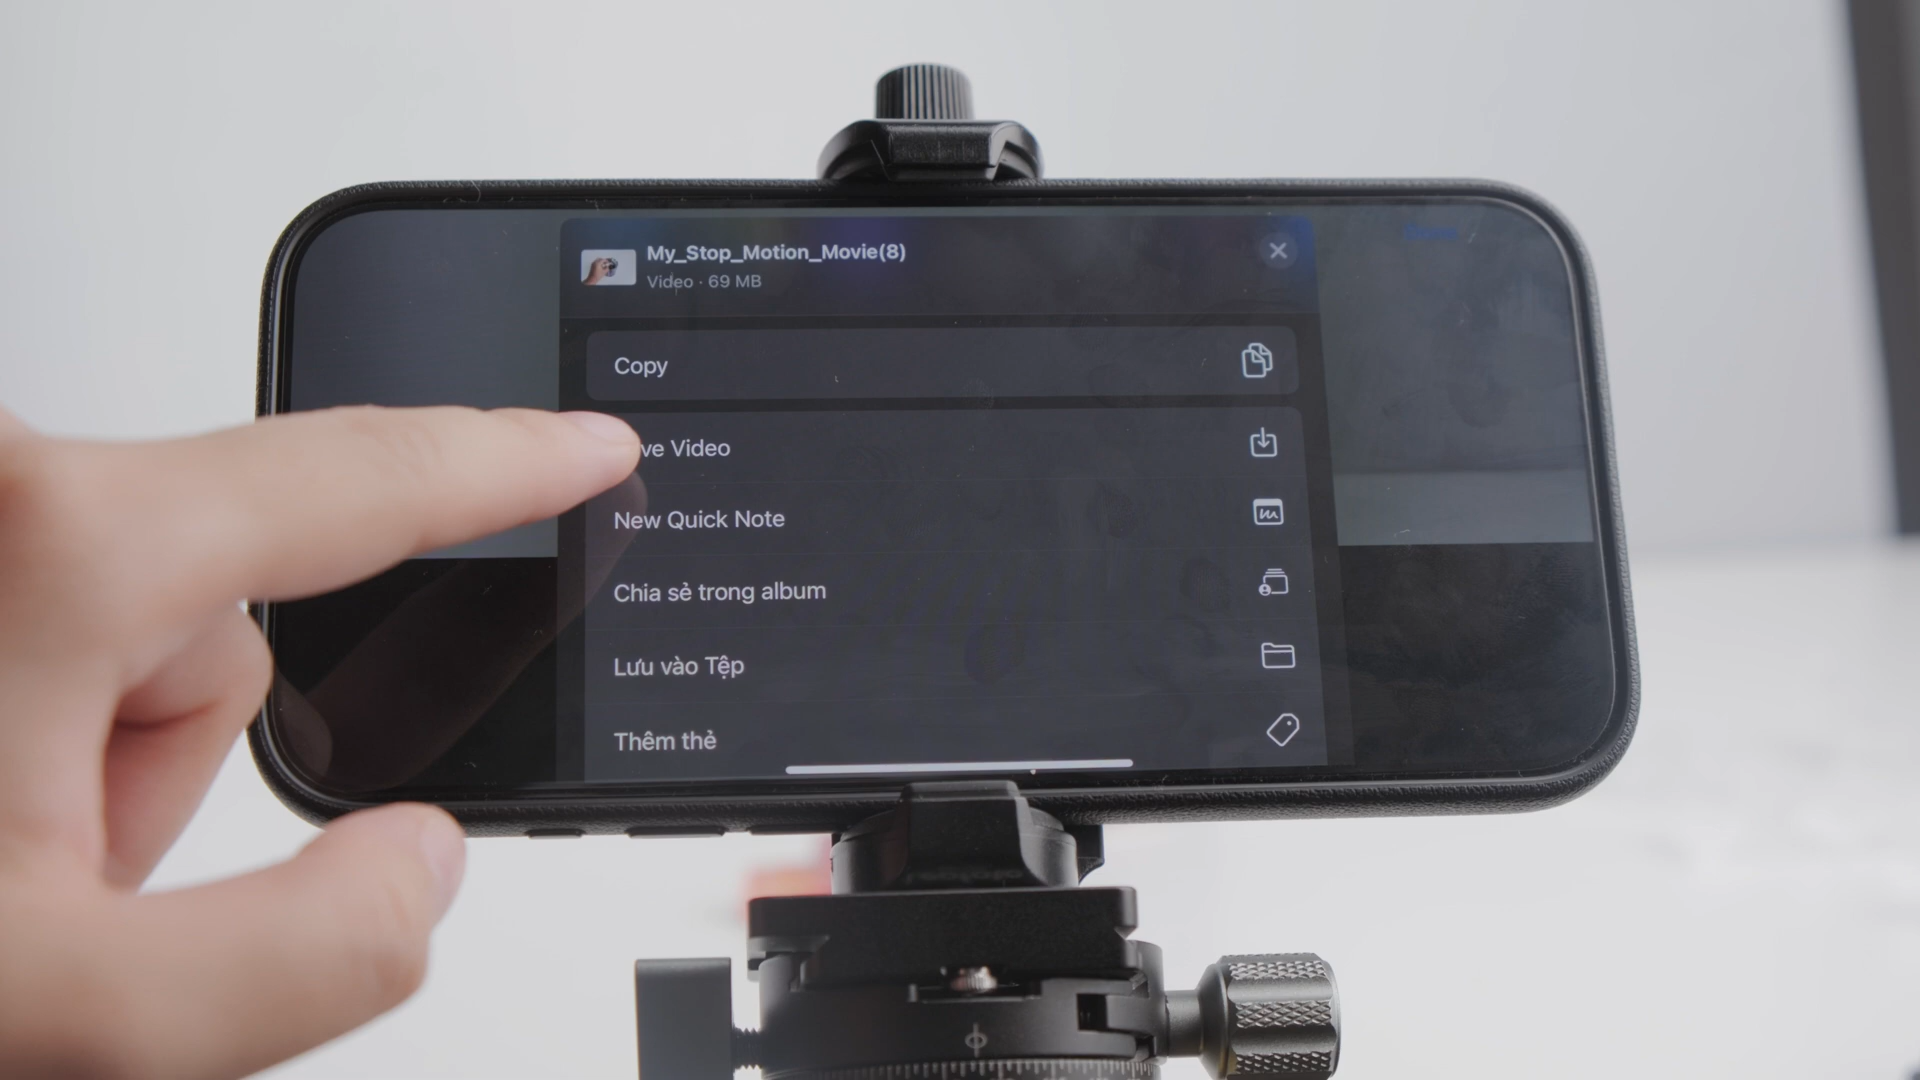 My_Stop_Motion_Movie(8)
Video · 69 MB
Copy
ve Video
New Quick Note
Chia sẻ trong album
Lưu vào Tệp
Thêm thẻ